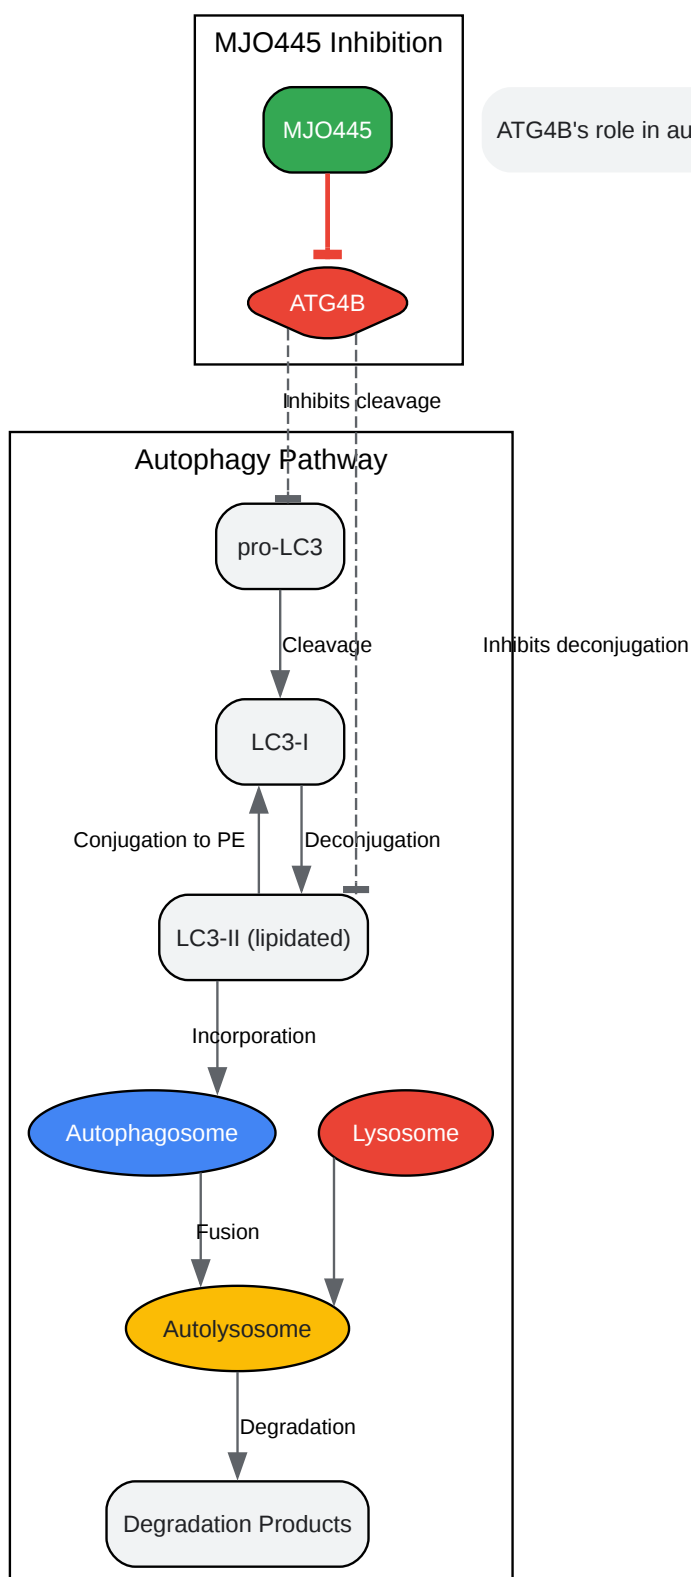 MJO445 Inhibition
MJO445
ATG4B's role in au
ATG4B
Inhibits cleavage
Autophagy Pathway
pro-LC3
Cleavage
Inhibits deconjugation
LC3-I
Conjugation to PE
Deconjugation
LC3-II (lipidated)
Incorporation
Autophagosome
Lysosome
Fusion
Autolysosome
Degradation
Degradation Products